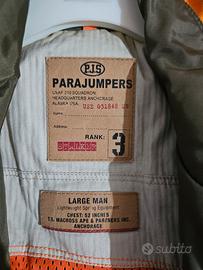 PJS
PARAJUMPERS
USAF 210 SQUADRON
HEADQUARTERS ANCHORAGE
ALASKA USA.
NAME:
RANK:
3
LARGE MAN
Lightweight Spring Equipment
CHEST: 52 INCHES
T.S. MACROSS APE & PARTNERS INC.
ANCHORAGE
subito